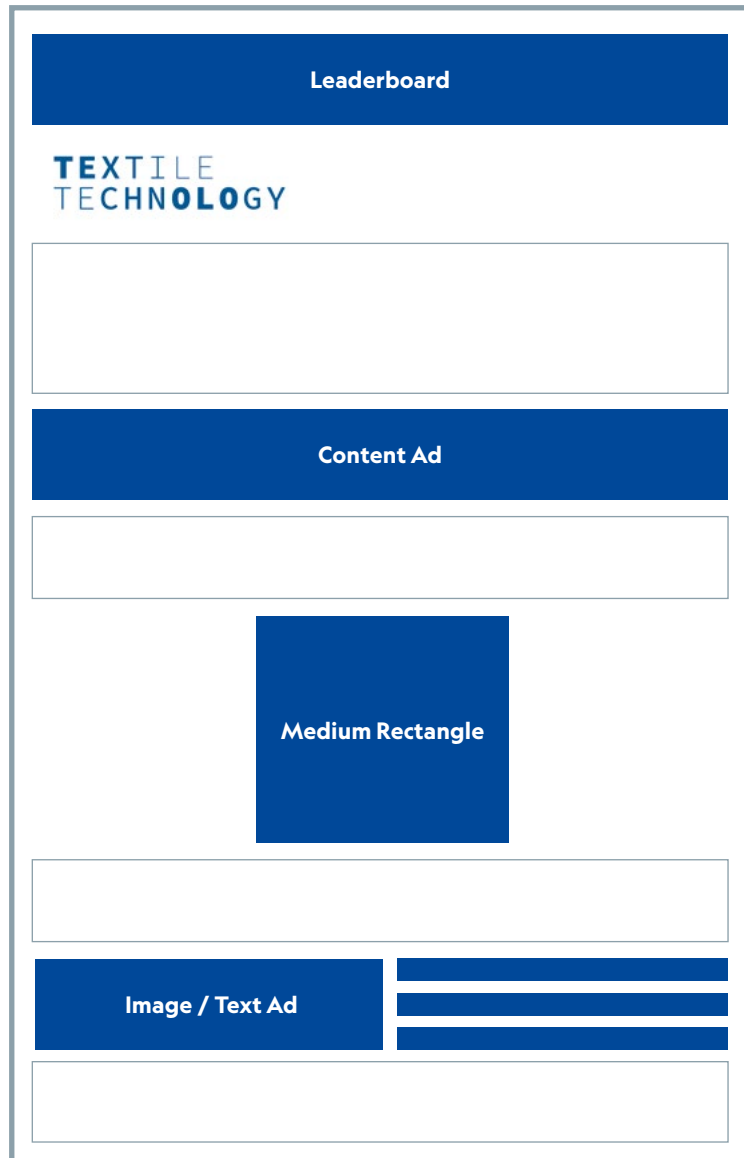 Leaderboard
TEXTILE
TECHNOLOGY
Content Ad
Medium Rectangle
Image / Text Ad